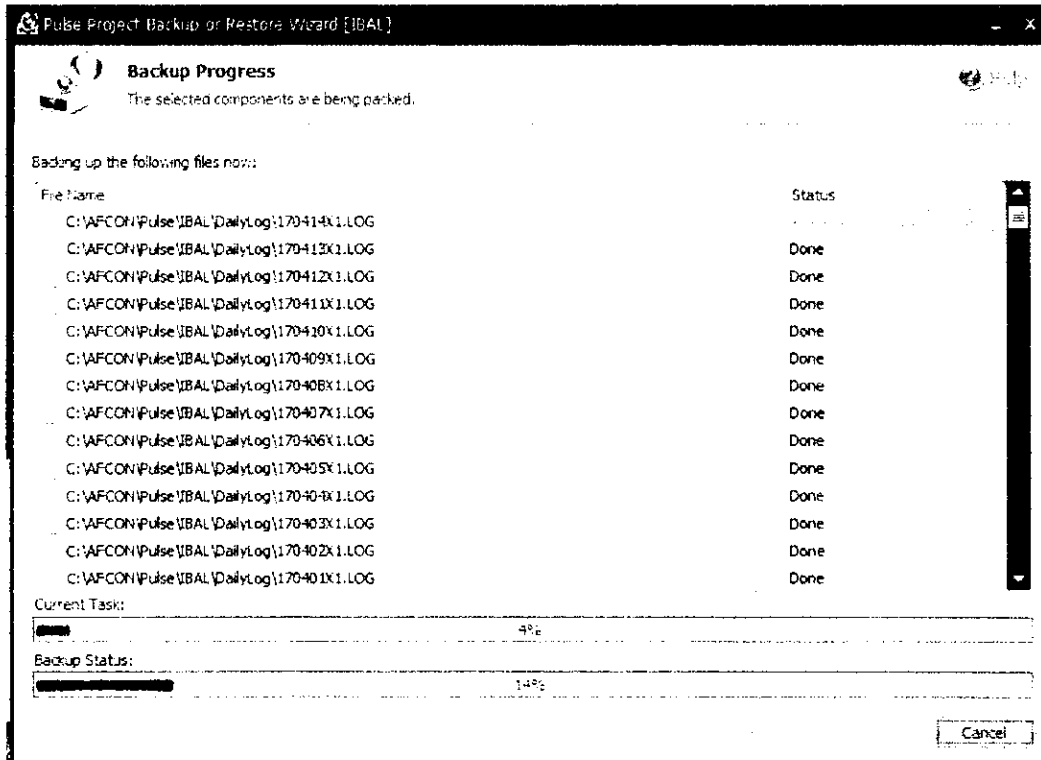 Pulse Project Backup or Restore Wizard [IBAL]
Backup Progress
The selected components are being packed.
Help
Backing up the following files now:
File Name Status
C:\AFCON\Pulse\IBAL\DailyLog\170414X1.LOG
C:\AFCON\Pulse\IBAL\DailyLog\170413X1.LOG Done
C:\AFCON\Pulse\IBAL\DailyLog\170412X1.LOG Done
C:\AFCON\Pulse\IBAL\DailyLog\170411X1.LOG Done
C:\AFCON\Pulse\IBAL\DailyLog\170410X1.LOG Done
C:\AFCON\Pulse\IBAL\DailyLog\170409X1.LOG Done
C:\AFCON\Pulse\IBAL\DailyLog\170408X1.LOG Done
C:\AFCON\Pulse\IBAL\DailyLog\170407X1.LOG Done
C:\AFCON\Pulse\IBAL\DailyLog\170406X1.LOG Done
C:\AFCON\Pulse\IBAL\DailyLog\170405X1.LOG Done
C:\AFCON\Pulse\IBAL\DailyLog\170404X1.LOG Done
C:\AFCON\Pulse\IBAL\DailyLog\170403X1.LOG Done
C:\AFCON\Pulse\IBAL\DailyLog\170402X1.LOG Done
C:\AFCON\Pulse\IBAL\DailyLog\170401X1.LOG Done
Current Task:
4%
Backup Status:
14%
Cancel